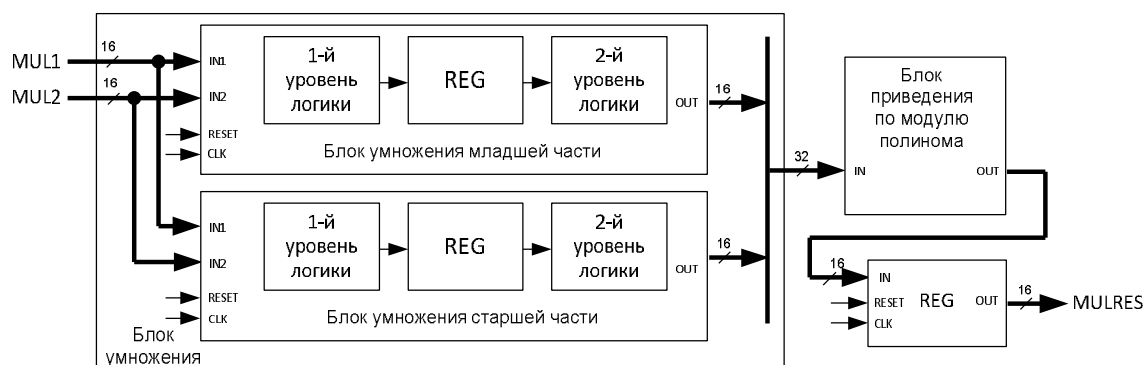 MUL1
MUL2
16
16
IN1
IN2
RESET
CLK
1-й
уровень
логики
REG
2-й
уровень
логики
OUT
16
Блок умножения младшей части
IN1
IN2
RESET
CLK
1-й
уровень
логики
REG
2-й
уровень
логики
OUT
16
Блок умножения старшей части
Блок
умножения
32
Блок
приведения
по модулю
полинома
IN
OUT
16
IN
RESET
CLK
REG
OUT
16
MULRES